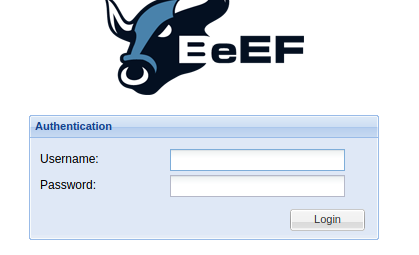 BeEF
Authentication
Username:
Password:
Login